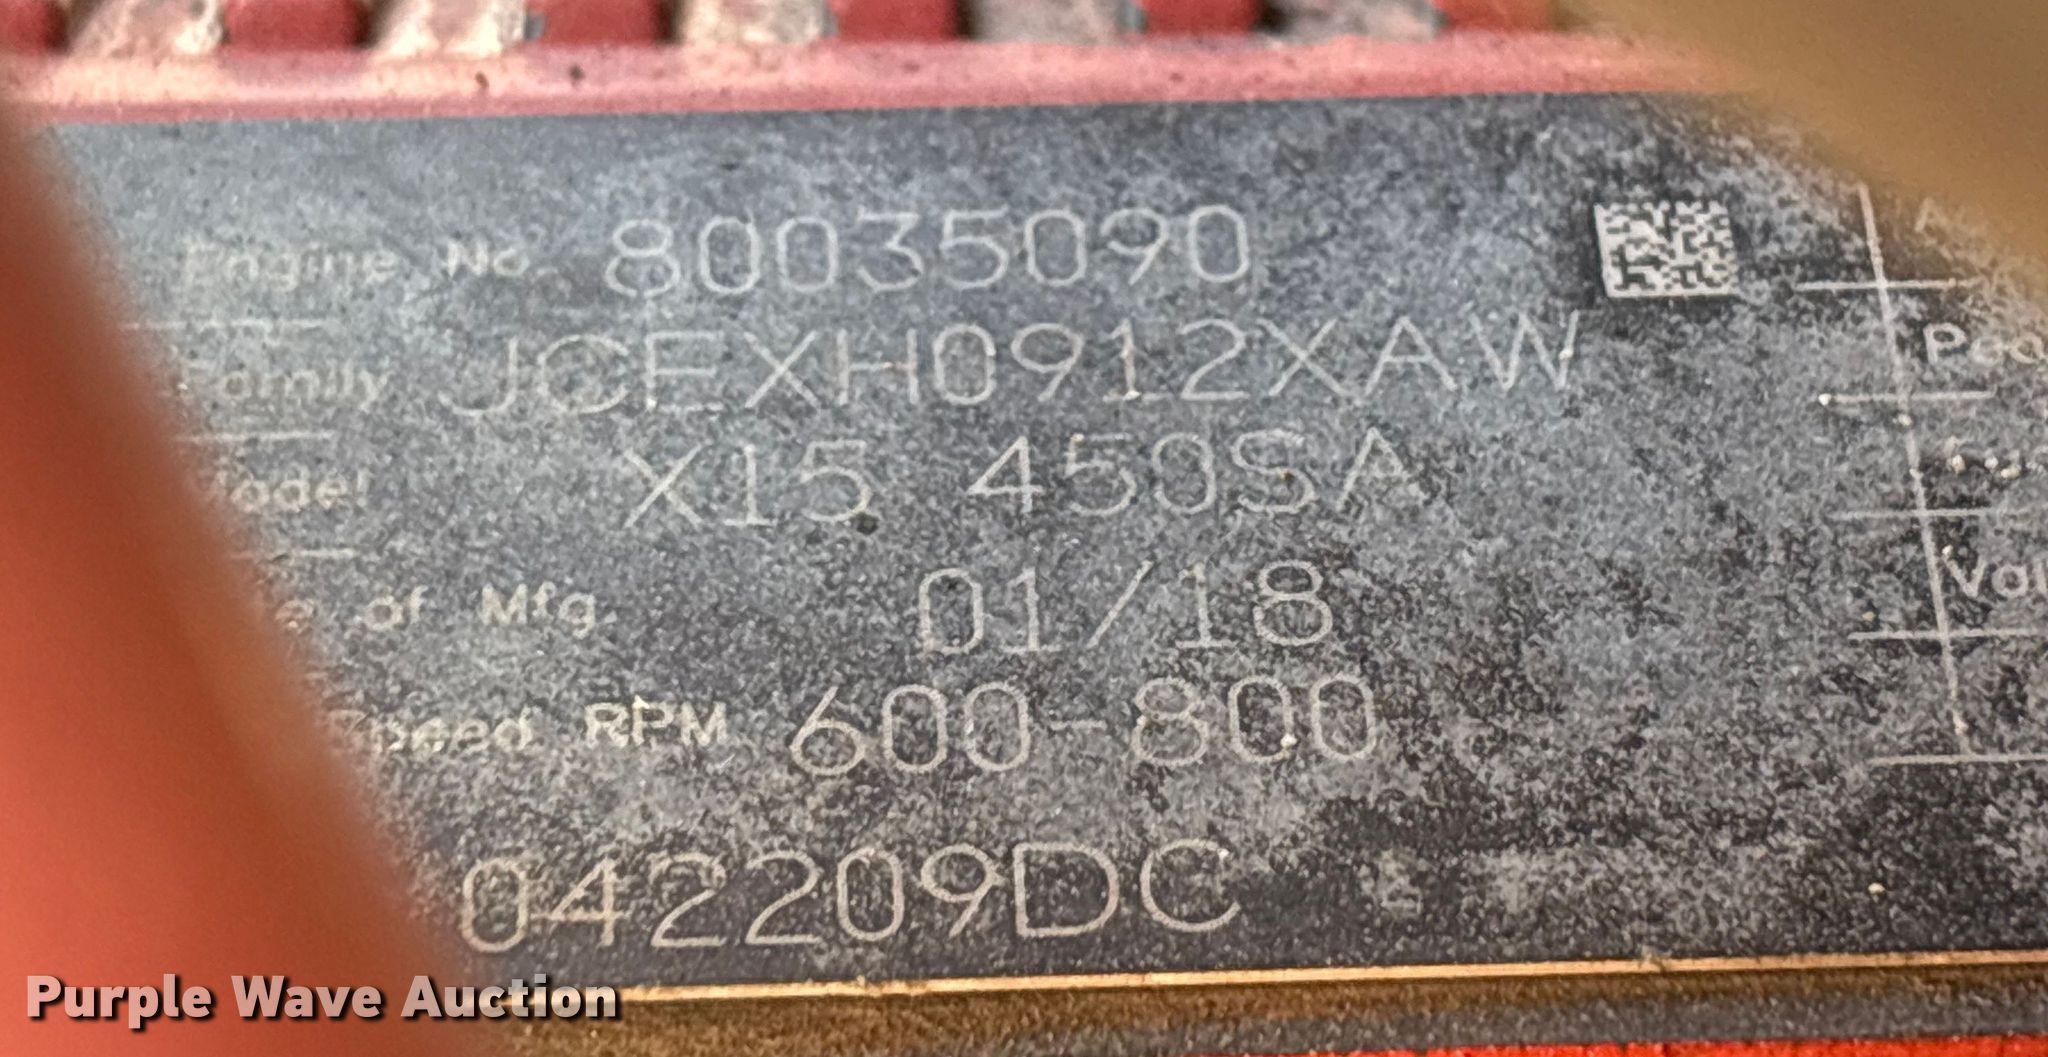 Engine No. 80035090
Family JCEXH0912XAW
Model X15 450SA
of Mfg. 01/18
Speed RPM 600-800
042209DC
Purple Wave Auction